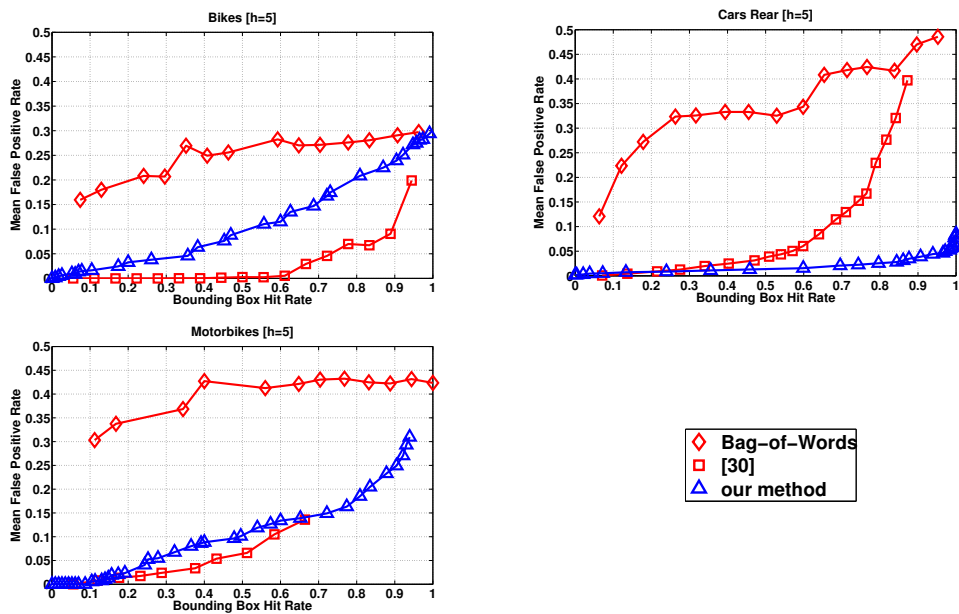 Bikes [h=5]
0.5
0.45
0.4
0.35
0.3
0.25
0.2
0.15
0.1
0.05
0
Mean False Positive Rate
0 0.1 0.2 0.3 0.4 0.5 0.6 0.7 0.8 0.9 1
Bounding Box Hit Rate
Cars Rear [h=5]
0.5
0.45
0.4
0.35
0.3
0.25
0.2
0.15
0.1
0.05
0
Mean False Positive Rate
0 0.1 0.2 0.3 0.4 0.5 0.6 0.7 0.8 0.9 1
Bounding Box Hit Rate
Motorbikes [h=5]
0.5
0.45
0.4
0.35
0.3
0.25
0.2
0.15
0.1
0.05
0
Mean False Positive Rate
0 0.1 0.2 0.3 0.4 0.5 0.6 0.7 0.8 0.9 1
Bounding Box Hit Rate
Bag-of-Words
[30]
our method